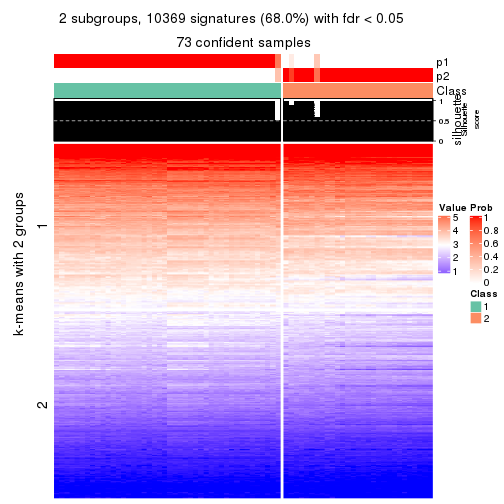 2 subgroups, 10369 signatures (68.0%) with fdr < 0.05
73 confident samples
p1
p2
Class
silhouette
Silhouette
score
1
0.5
0
k-means with 2 groups
1
2
Value
5
4
3
2
1
Prob
1
0.8
0.6
0.4
0.2
0
Class
1
2